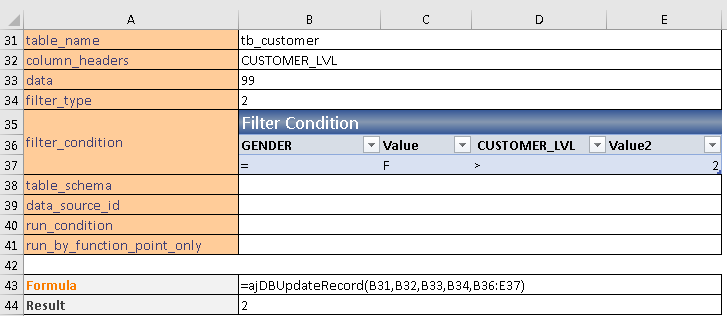 A B C D E
31 table_name tb_customer
32 column_headers CUSTOMER_LVL
33 data 99
34 filter_type 2
35 Filter Condition
filter_condition
36 GENDER Value CUSTOMER_LVL Value2
37 = F > 2
38 table_schema
39 data_source_id
40 run_condition
41 run_by_function_point_only
42
43 Formula =ajDBUpdateRecord(B31,B32,B33,B34,B36:E37)
44 Result 2